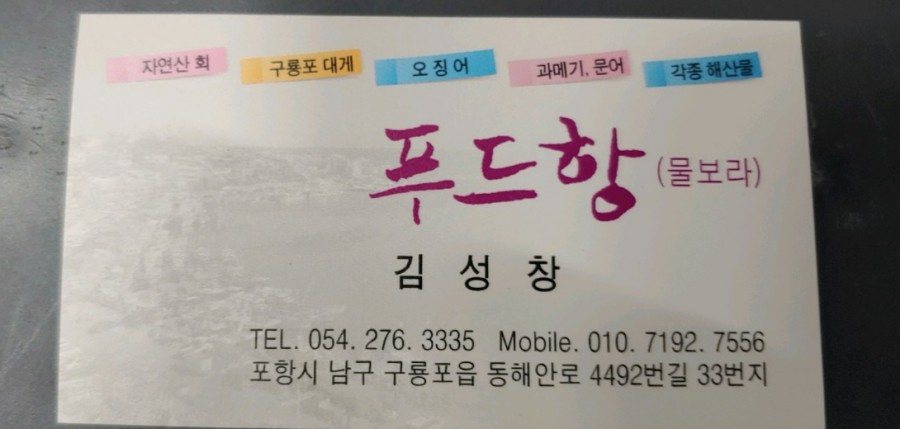 자연산 회 구룡포 대게 오징어 과메기, 문어 각종 해산물
푸드항 (물보라)
김성창
TEL. 054. 276. 3335 Mobile. 010. 7192. 7556
포항시 남구 구룡포읍 동해안로 4492번길 33번지